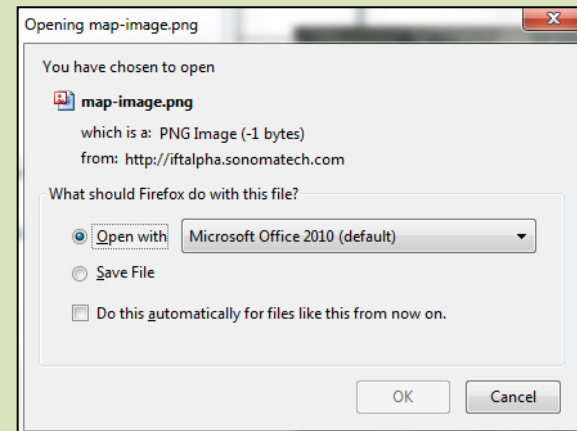 Opening map-image.png
You have chosen to open
map-image.png
which is a: PNG Image (-1 bytes)
from: http://iftalpha.sonomatech.com
What should Firefox do with this file?
Open with Microsoft Office 2010 (default)
Save File
Do this automatically for files like this from now on.
OK Cancel